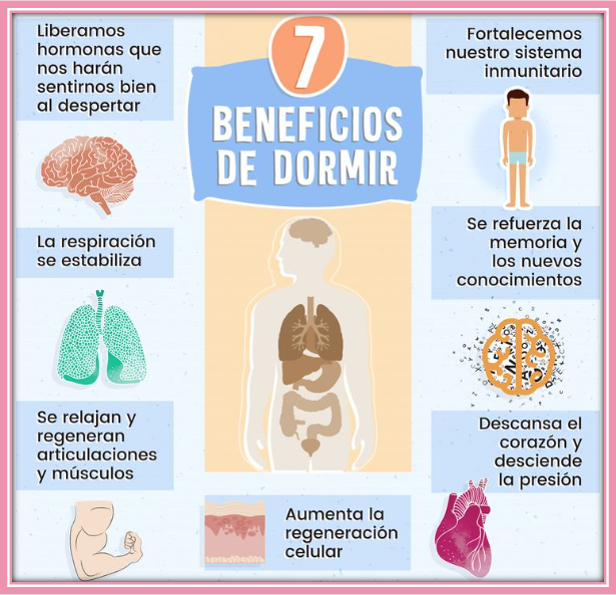 7
BENEFICIOS
DE DORMIR
Liberamos
hormonas que
nos harán
sentirnos bien
al despertar
La respiración
se estabiliza
Se relajan y
regeneran
articulaciones
y músculos
Aumenta la
regeneración
celular
Fortalecemos
nuestro sistema
inmunitario
Se refuerza la
memoria y
los nuevos
conocimientos
Descansa el
corazón y
desciende
la presión